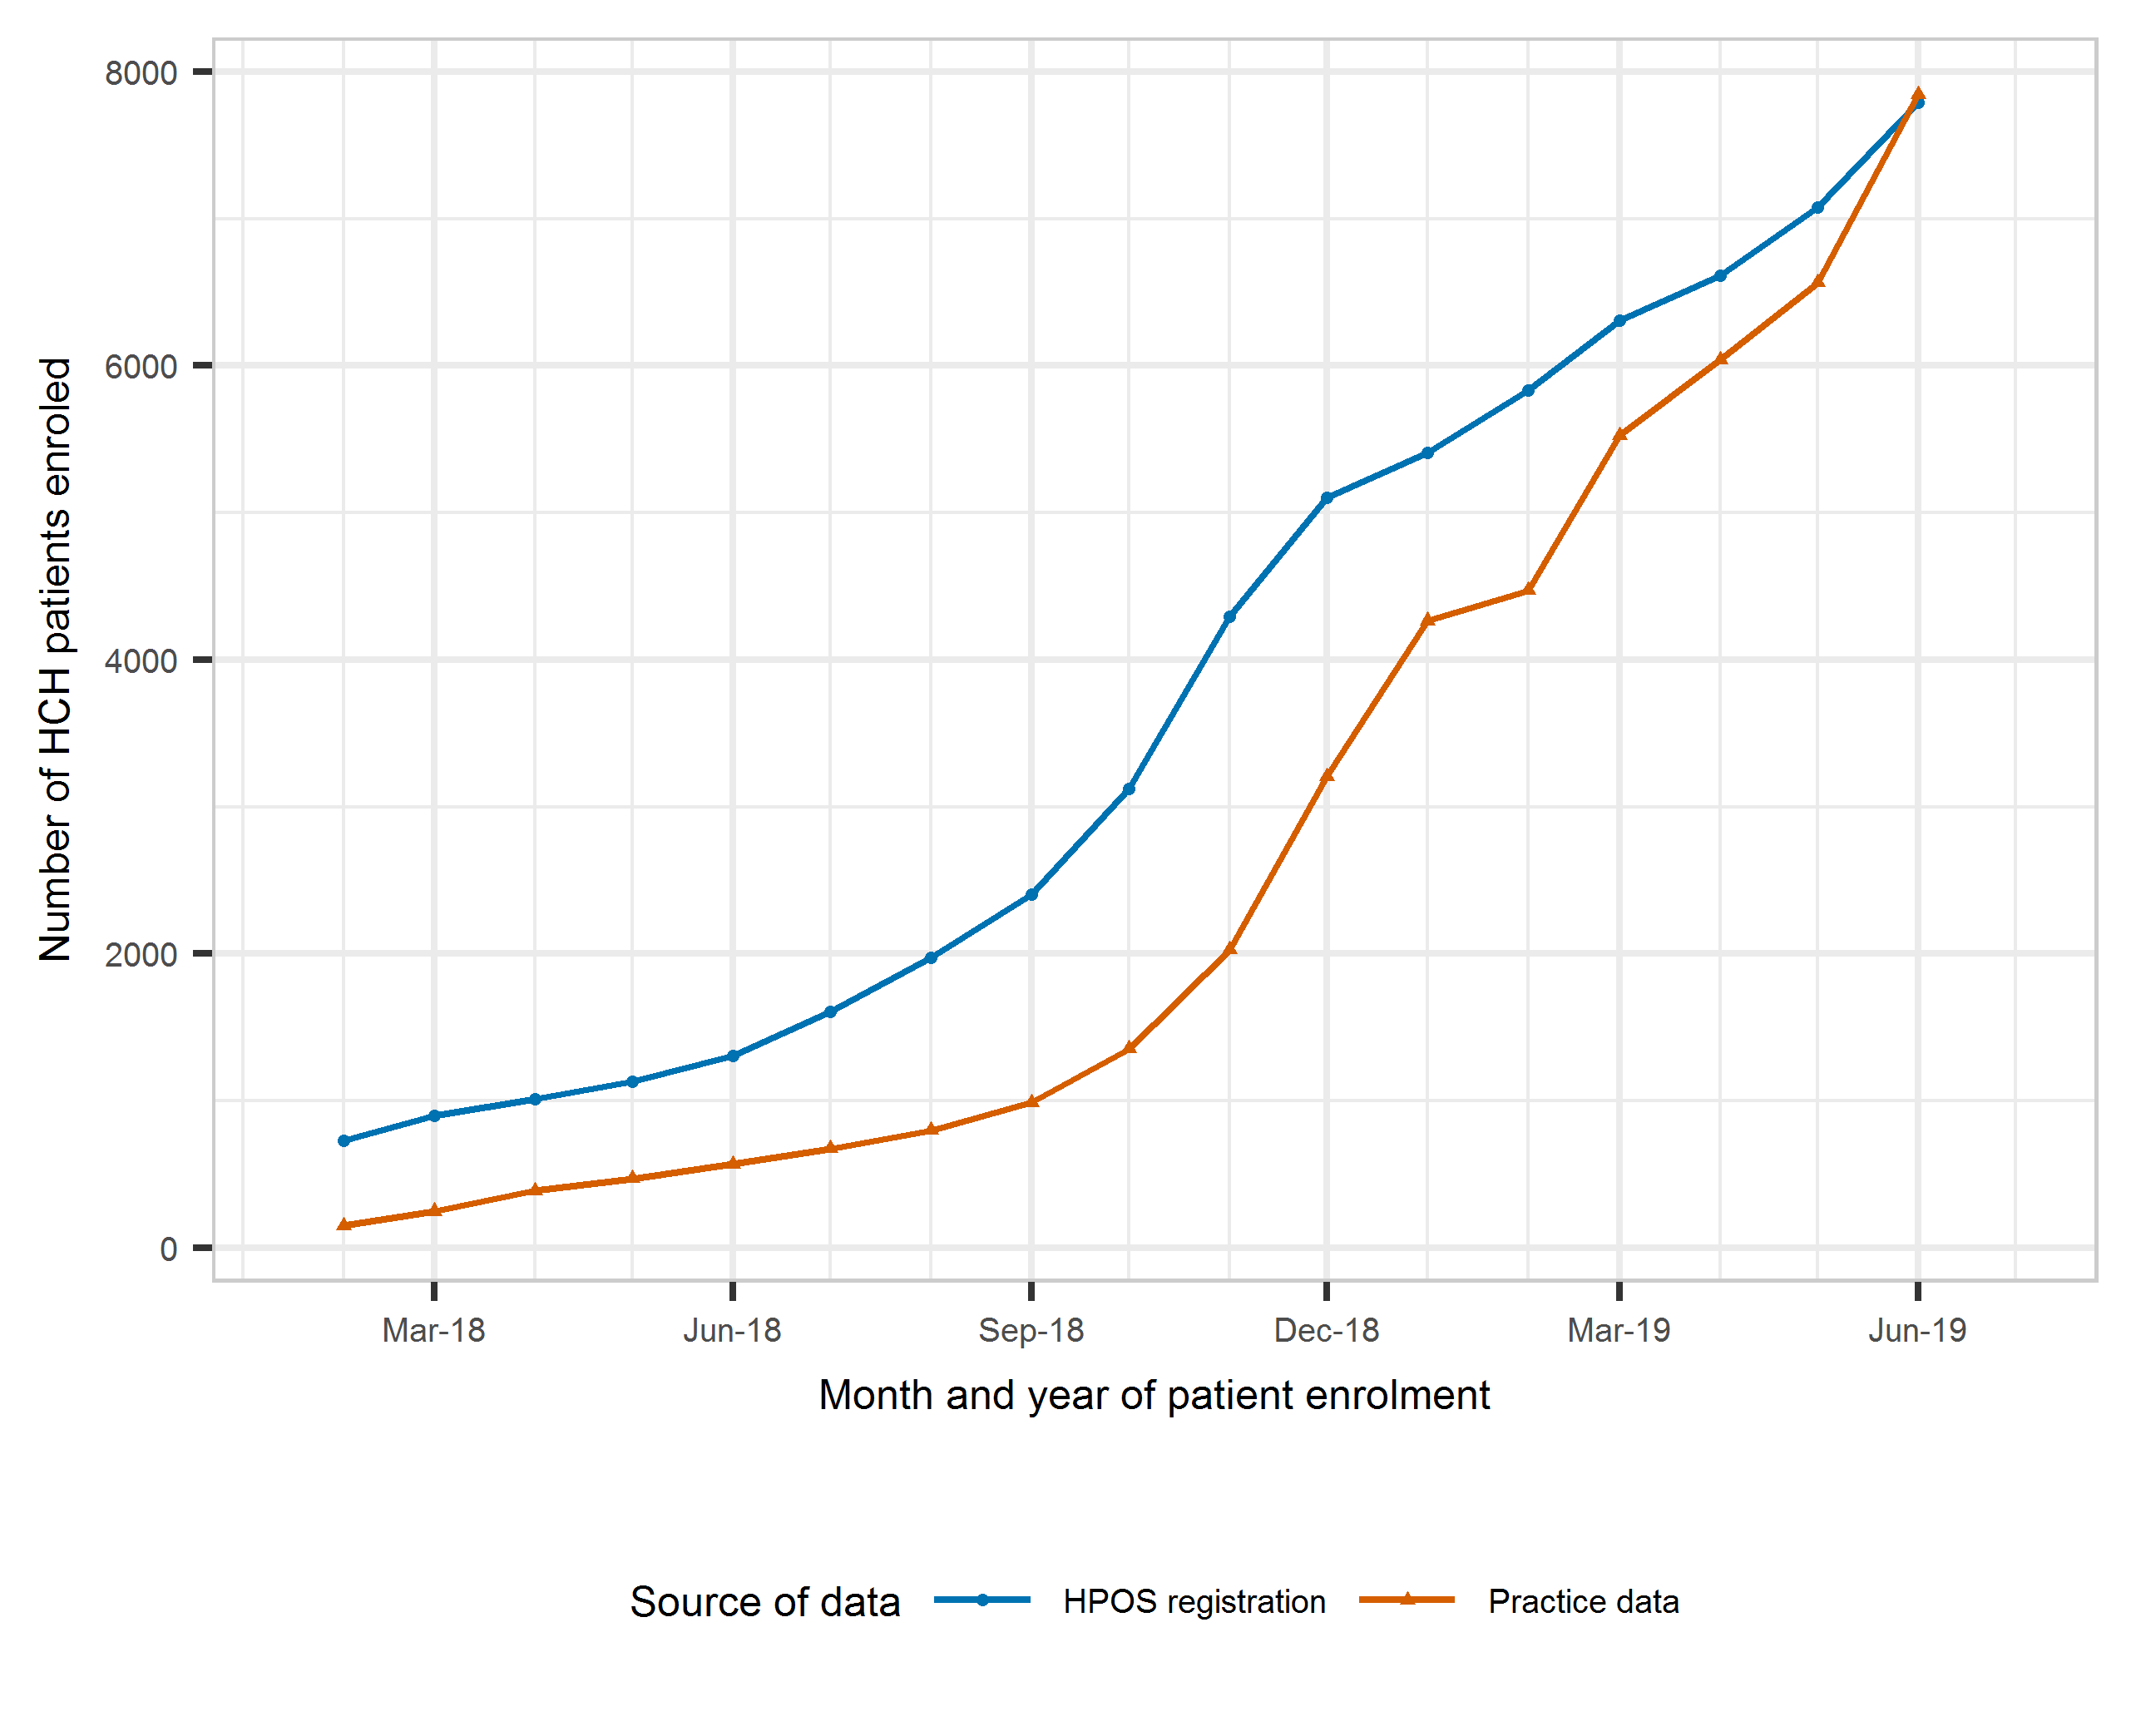 8000
6000
4000
2000
0
Number of HCH patients enroled
Mar-18 Jun-18 Sep-18 Dec-18 Mar-19 Jun-19
Month and year of patient enrolment
Source of data HPOS registration Practice data